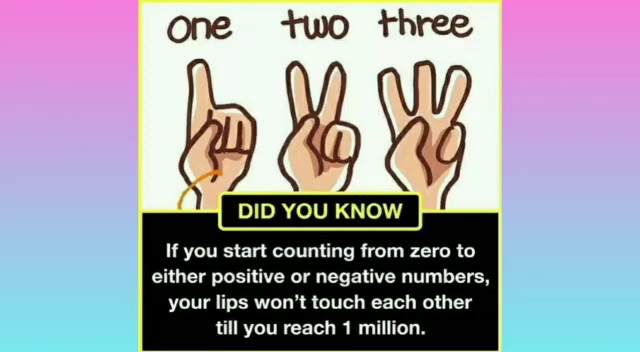 one two three
DID YOU KNOW
If you start counting from zero to
either positive or negative numbers,
your lips won't touch each other
till you reach 1 million.